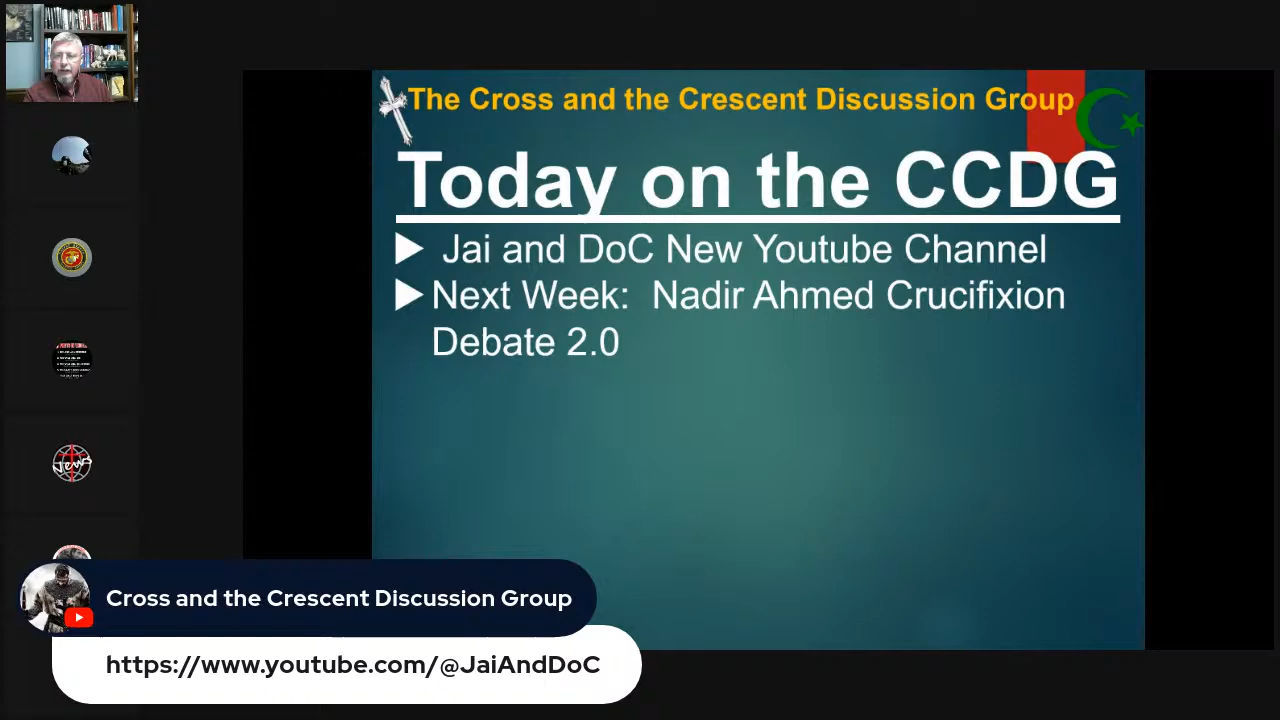 The Cross and the Crescent Discussion Group
Today on the CCDG
Jai and DoC New Youtube Channel
Next Week: Nadir Ahmed Crucifixion
Debate 2.0
News
Cross and the Crescent Discussion Group
https://www.youtube.com/@JaiAndDoC